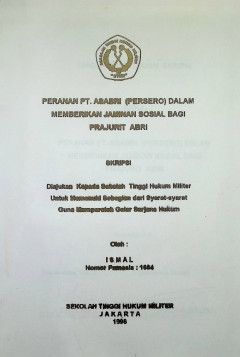 PERANAN PT. ASABRI (PERSERO) DALAM
MEMBERIKAN JAMINAN SOSIAL BAGI
PRAJURIT ABRI
SKRIPSI
Diajukan Kepada Sekolah Tinggi Hukum Militer
Untuk Memenuhi Sebagian dari Syarat-syarat
Guna Memperoleh Gelar Sarjana Hukum
Oleh :
ISMAL
Nomor Pemasis : 1684
SEKOLAH TINGGI HUKUM MILITER
JAKARTA
1998